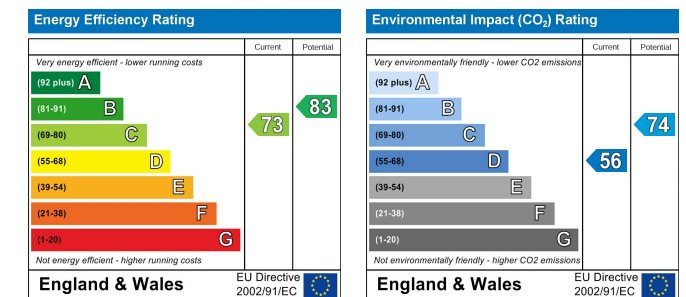 Energy Efficiency Rating
Current Potential
Very energy efficient - lower running costs
(92 plus) A
(81-91) B
83
(69-80) C
73
(55-68) D
(39-54) E
(21-38) F
(1-20) G
Not energy efficient - higher running costs
England & Wales
EU Directive
2002/91/EC
Environmental Impact (CO₂) Rating
Current Potential
Very environmentally friendly - lower CO2 emissions
(92 plus) A
(81-91) B
(69-80) C
74
(55-68) D
56
(39-54) E
(21-38) F
(1-20) G
Not environmentally friendly - higher CO2 emissions
England & Wales
EU Directive
2002/91/EC